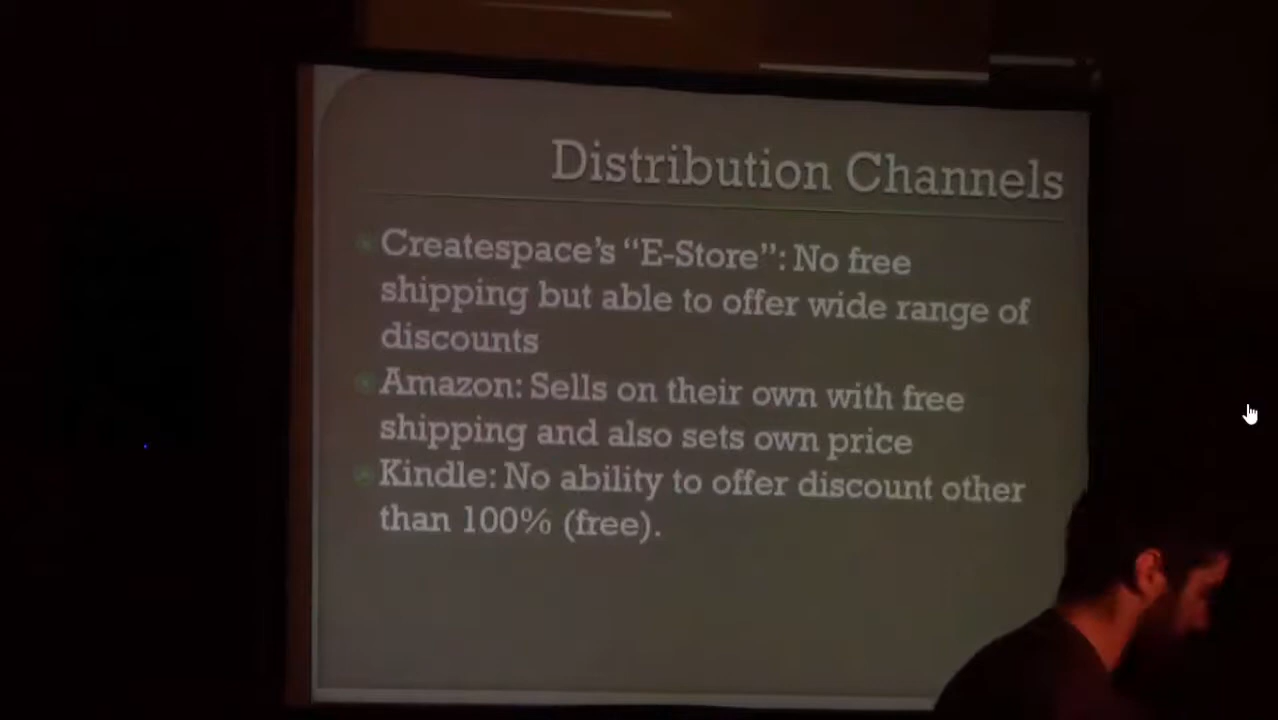 Distribution Channels
Createspace's “E-Store”: No free
shipping but able to offer wide range of
discounts
Amazon: Sells on their own with free
shipping and also sets own price
Kindle: No ability to offer discount other
than 100% (free).